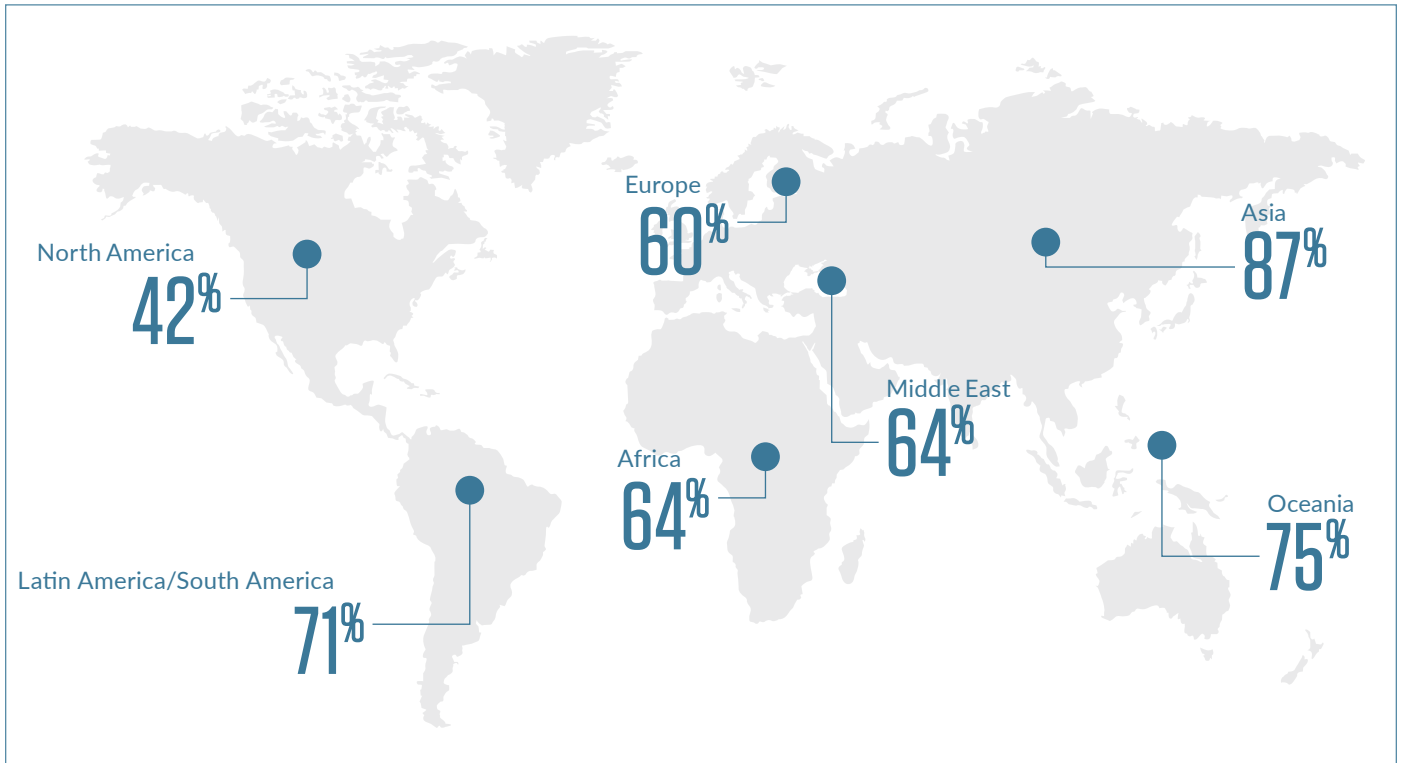 Europe
60%
Asia
87%
North America
42%
Middle East
64%
Africa
64%
Oceania
75%
Latin America/South America
71%